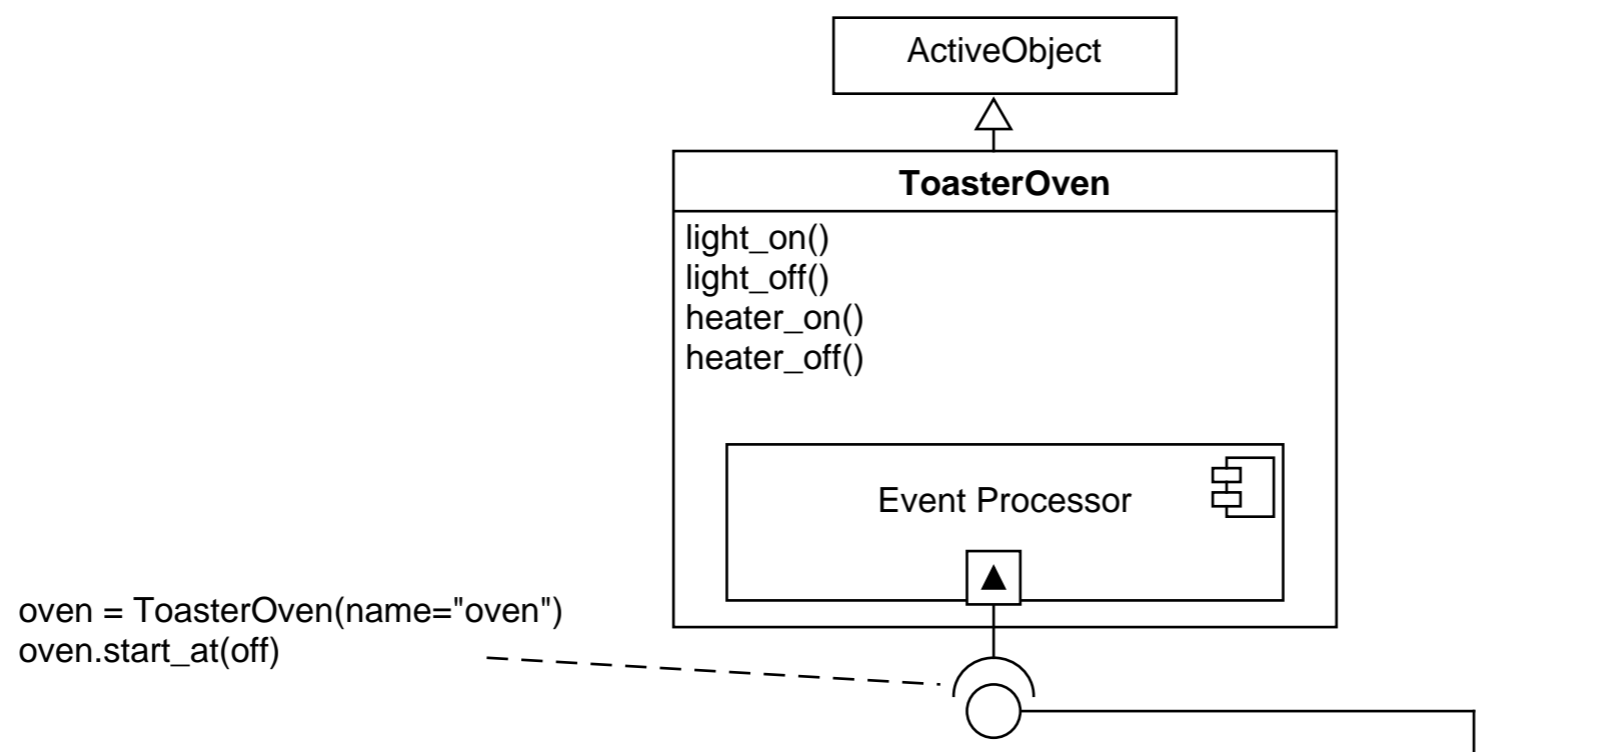 ActiveObject
ToasterOven
light_on()
light_off()
heater_on()
heater_off()
Event Processor
oven = ToasterOven(name="oven")
oven.start_at(off)